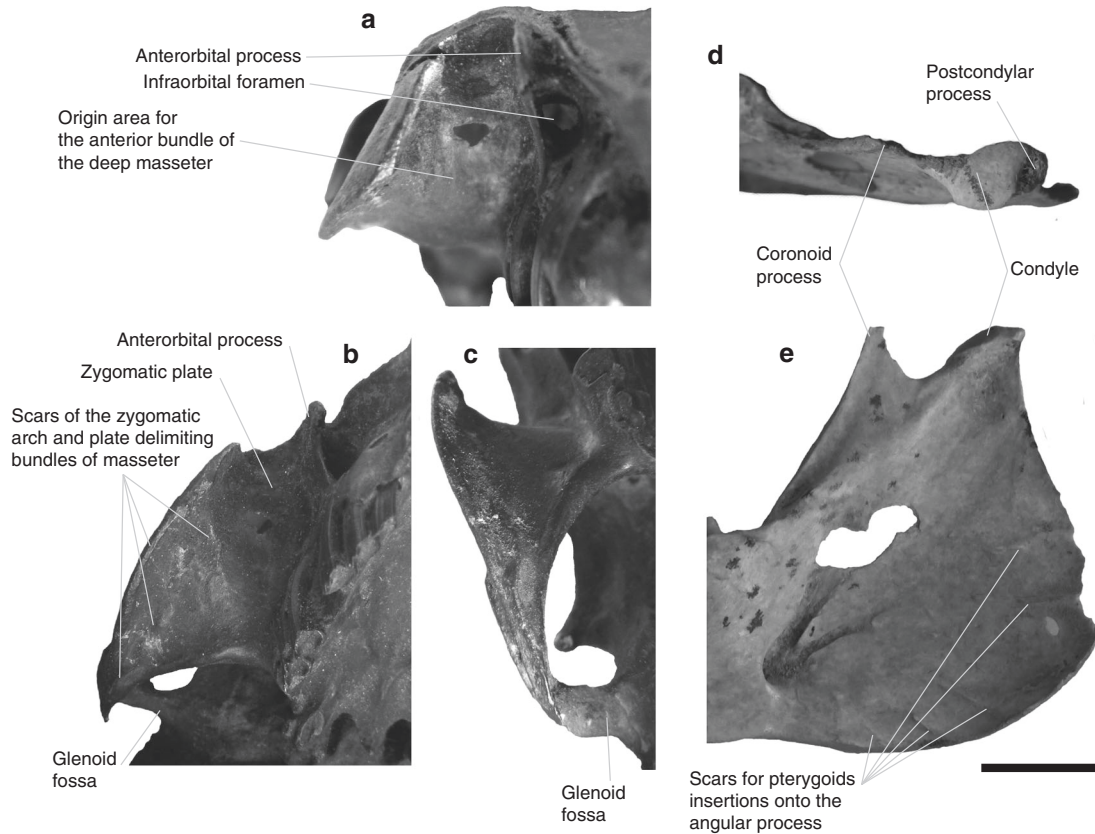 a
Anterorbital process
Infraorbital foramen
Origin area for
the anterior bundle of
the deep masseter
d
Postcondylar
process
Coronoid
process
Condyle
Anterorbital process
b
c
e
Zygomatic plate
Scars of the zygomatic
arch and plate delimiting
bundles of masseter
Glenoid
fossa
Glenoid
fossa
Scars for pterygoids
insertions onto the
angular process